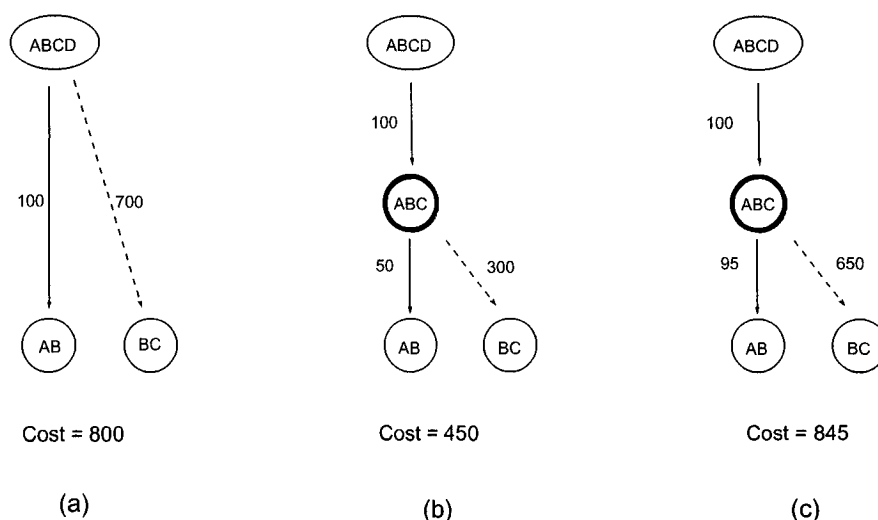 ABCD
100
700
AB
BC
Cost = 800
(a)
ABCD
100
ABC
50
300
AB
BC
Cost = 450
(b)
ABCD
100
ABC
95
650
AB
BC
Cost = 845
(c)